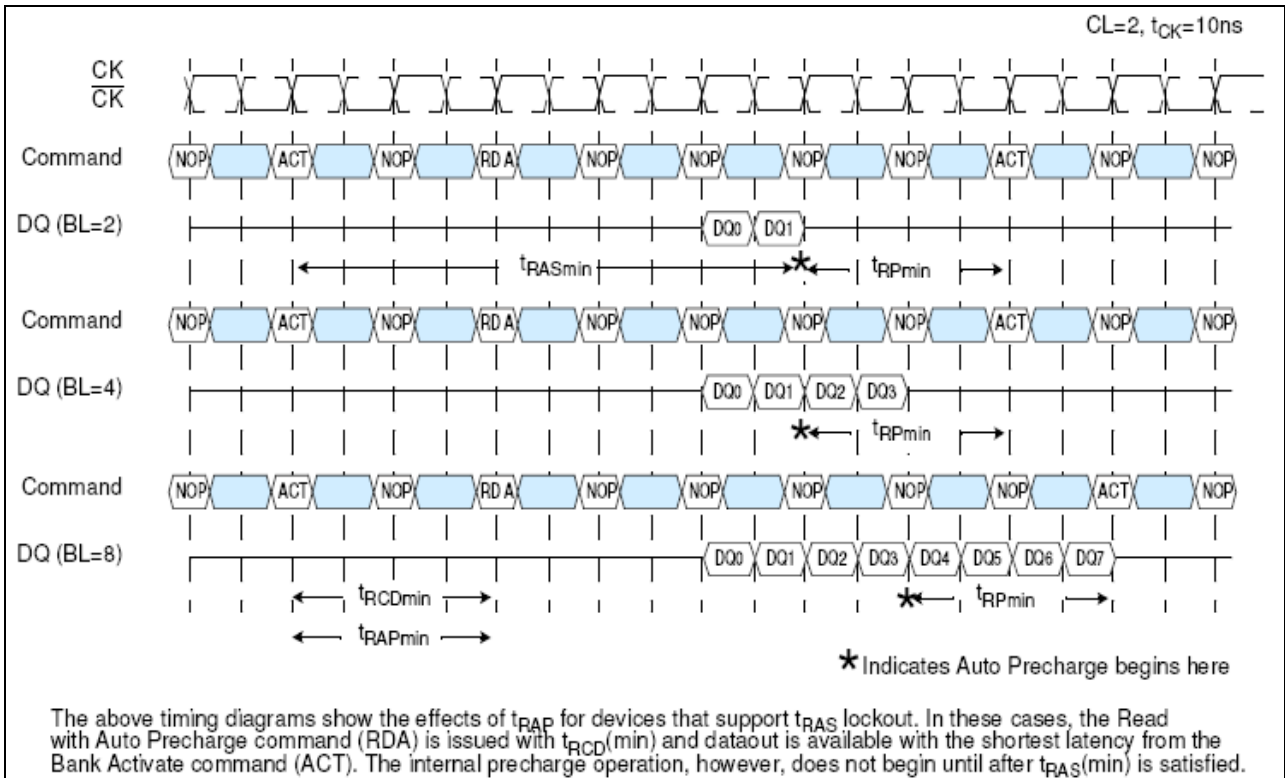 CL=2, tCK=10ns
CK
CK
Command NOP ACT NOP RDA NOP NOP NOP NOP ACT NOP NOP
DQ (BL=2) DQ0 DQ1
tRASmin * tRPmin
Command NOP ACT NOP RDA NOP NOP NOP NOP ACT NOP NOP
DQ (BL=4) DQ0 DQ1 DQ2 DQ3
* tRPmin
Command NOP ACT NOP RDA NOP NOP NOP NOP NOP ACT NOP
DQ (BL=8) DQ0 DQ1 DQ2 DQ3 DQ4 DQ5 DQ6 DQ7
tRCDmin * tRPmin
tRAPmin
* Indicates Auto Precharge begins here
The above timing diagrams show the effects of tRAP for devices that support tRAS lockout. In these cases, the Read
with Auto Precharge command (RDA) is issued with tRCD(min) and dataout is available with the shortest latency from the
Bank Activate command (ACT). The internal precharge operation, however, does not begin until after tRAS(min) is satisfied.